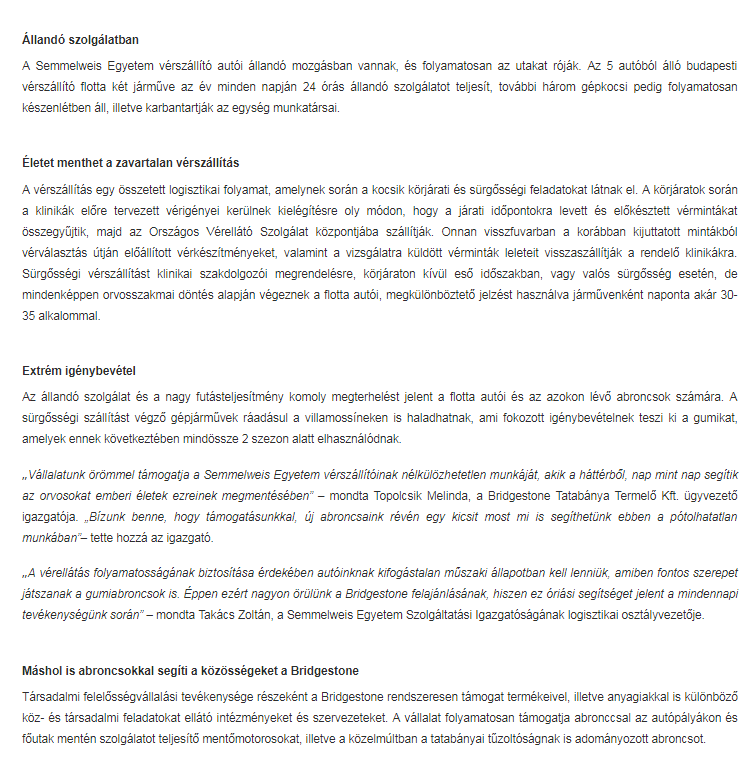 Állandó szolgálatban
A Semmelweis Egyetem vérszállító autói állandó mozgásban vannak, és folyamatosan az utakat róják. Az 5 autóból álló budapesti
vérszállító flotta két járműve az év minden napján 24 órás állandó szolgálatot teljesít, további három gépkocsi pedig folyamatosan
készenlétben áll, illetve karbantartják az egység munkatársai.
Életet menthet a zavartalan vérszállítás
A vérszállítás egy összetett logisztikai folyamat, amelynek során a kocsik körjárati és sürgősségi feladatokat látnak el. A körjáratok során
a klinikák előre tervezett vérigényei kerülnek kielégítésre oly módon, hogy a járati időpontokra levett és előkészített vérmintákat
összegyűjtik, majd az Országos Vérellátó Szolgálat központjába szállítják. Onnan visszfuvarban a korábban kijuttatott mintákból
vérválasztás útján előállított vérkészítményeket, valamint a vizsgálatra küldött vérminták leleteit visszaszállítják a rendelő klinikákra.
Sürgősségi vérszállítást klinikai szakdolgozói megrendelésre, körjáraton kívül eső időszakban, vagy valós sürgősség esetén, de
mindenképpen orvosszakmai döntés alapján végeznek a flotta autói, megkülönböztető jelzést használva járművenként naponta akár 30-
35 alkalommal.
Extrém igénybevétel
Az állandó szolgálat és a nagy futásteljesítmény komoly megterhelést jelent a flotta autói és az azokon lévő abroncsok számára. A
sürgősségi szállítást végző gépjárművek ráadásul a villamossíneken is haladhatnak, ami fokozott igénybevételnek teszi ki a gumikat,
amelyek ennek következtében mindössze 2 szezon alatt elhasználódnak.
„Vállalatunk örömmel támogatja a Semmelweis Egyetem vérszállítóinak nélkülözhetetlen munkáját, akik a háttérből, nap mint nap segítik
az orvosokat emberi életek ezreinek megmentésében” – mondta Topolcsik Melinda, a Bridgestone Tatabánya Termelő Kft. ügyvezető
igazgatója. „Bízunk benne, hogy támogatásunkkal, új abroncsaink révén egy kicsit most mi is segíthetünk ebben a pótolhatatlan
munkában”– tette hozzá az igazgató.
„A vérellátás folyamatosságának biztosítása érdekében autóinknak kifogástalan műszaki állapotban kell lenniük, amiben fontos szerepet
játszanak a gumiabroncsok is. Éppen ezért nagyon örülünk a Bridgestone felajánlásának, hiszen ez óriási segítséget jelent a mindennapi
tevékenységünk során” – mondta Takács Zoltán, a Semmelweis Egyetem Szolgáltatási Igazgatóságának logisztikai osztályvezetője.
Máshol is abroncsokkal segíti a közösségeket a Bridgestone
Társadalmi felelősségvállalási tevékenysége részeként a Bridgestone rendszeresen támogat termékeivel, illetve anyagiakkal is különböző
köz- és társadalmi feladatokat ellátó intézményeket és szervezeteket. A vállalat folyamatosan támogatja abronccsal az autópályákon és
főutak mentén szolgálatot teljesítő mentőmotorosokat, illetve a közelmúltban a tatabányai tűzoltóságnak is adományozott abroncsot.